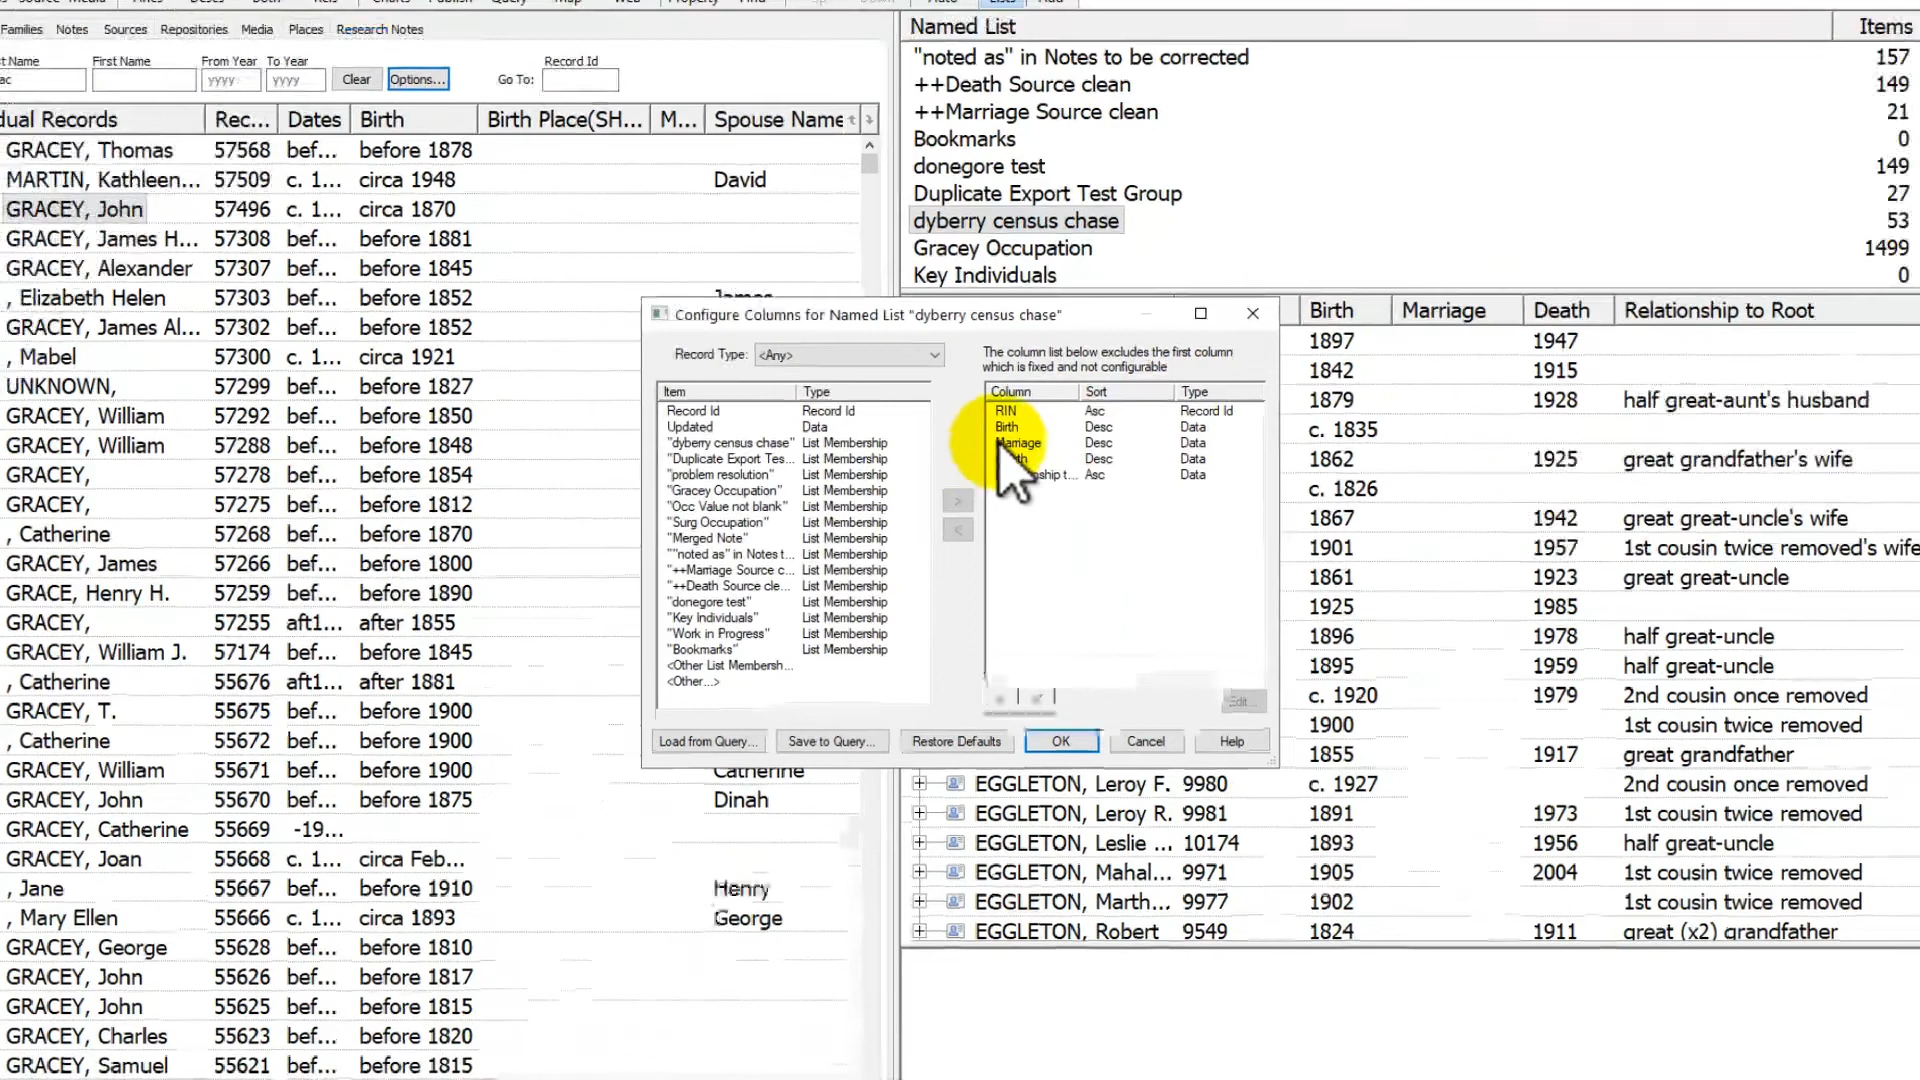 Families Notes Sources Repositories Media Places Research Notes
First Name From Year To Year Record Id
ac yyyy yyyy Clear Options... Go To:
Rec... Dates Birth Birth Place(SH... M... Spouse Name
GRACEY, Thomas 57568 bef... before 1878
MARTIN, Kathleen... 57509 c. 1... circa 1948 David
GRACEY, John 57496 c. 1... circa 1870
GRACEY, James H... 57308 bef... before 1881
GRACEY, Alexander 57307 bef... before 1845
, Elizabeth Helen 57303 bef... before 1852
GRACEY, James Al... 57302 bef... before 1852
, Mabel 57300 c. 1... circa 1921
UNKNOWN, 57299 bef... before 1827
GRACEY, William 57292 bef... before 1850
GRACEY, William 57288 bef... before 1848
GRACEY, 57278 bef... before 1854
GRACEY, 57275 bef... before 1812
, Catherine 57268 bef... before 1870
GRACEY, James 57266 bef... before 1800
GRACE, Henry H. 57259 bef... before 1890
GRACEY, 57255 aft1... after 1855
GRACEY, William J. 57174 bef... before 1845
, Catherine 55676 aft1... after 1881
GRACEY, T. 55675 bef... before 1900
, Catherine 55672 bef... before 1900
GRACEY, William 55671 bef... before 1900 Catherine
GRACEY, John 55670 bef... before 1875 Dinah
GRACEY, Catherine 55669 -19...
GRACEY, Joan 55668 c. 1... circa Feb...
, Jane 55667 bef... before 1910 Henry
, Mary Ellen 55666 c. 1... circa 1893 George
GRACEY, George 55628 bef... before 1810
GRACEY, John 55626 bef... before 1817
GRACEY, John 55625 bef... before 1815
GRACEY, Charles 55623 bef... before 1820
GRACEY, Samuel 55621 bef... before 1815
Named List Items
"noted as" in Notes to be corrected 157
++Death Source clean 149
++Marriage Source clean 21
Bookmarks 0
donegore test 149
Duplicate Export Test Group 27
dyberry census chase 53
Gracey Occupation 1499
Key Individuals 0
Configure Columns for Named List "dyberry census chase"
Record Type: <Any>
The column list below excludes the first column
which is fixed and not configurable
Item Type
Record Id Record Id
Updated Data
"dyberry census chase" List Membership
"Duplicate Export Tes... List Membership
"problem resolution" List Membership
"Gracey Occupation" List Membership
"Occ Value not blank" List Membership
"Surg Occupation" List Membership
"Merged Note" List Membership
""noted as" in Notes t... List Membership
"++Marriage Source c... List Membership
"++Death Source cle... List Membership
"donegore test" List Membership
"Key Individuals" List Membership
"Work in Progress" List Membership
"Bookmarks" List Membership
<Other List Membersh...
<Other...>
Column Sort Type
RIN Asc Record Id
Birth Desc Data
Marriage Desc Data
Desc Data
Asc Data
> <
Edit...
Load from Query... Save to Query... Restore Defaults OK Cancel Help
Birth Marriage Death Relationship to Root
1897 1947
1842 1915
1879 1928 half great-aunt's husband
c. 1835
1862 1925 great grandfather's wife
c. 1826
1867 1942 great great-uncle's wife
1901 1957 1st cousin twice removed's wife
1861 1923 great great-uncle
1925 1985
1896 1978 half great-uncle
1895 1959 half great-uncle
c. 1920 1979 2nd cousin once removed
1900 1st cousin twice removed
1855 1917 great grandfather
EGGLETON, Leroy F. 9980 c. 1927 2nd cousin once removed
EGGLETON, Leroy R. 9981 1891 1973 1st cousin twice removed
EGGLETON, Leslie ... 10174 1893 1956 half great-uncle
EGGLETON, Mahal... 9971 1905 2004 1st cousin twice removed
EGGLETON, Marth... 9977 1902 1st cousin twice removed
EGGLETON, Robert 9549 1824 1911 great (x2) grandfather